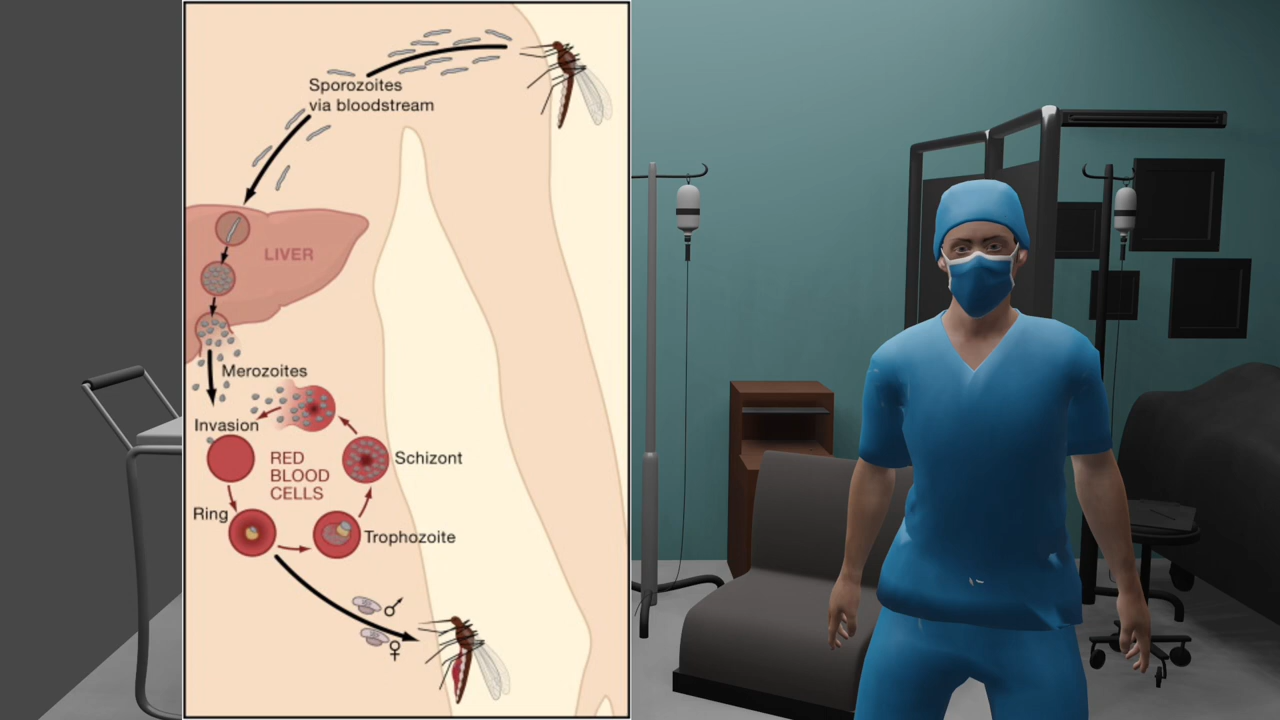 Sporozoites
via bloodstream
LIVER
Merozoites
Invasion
RED
BLOOD
CELLS
Schizont
Ring
Trophozoite